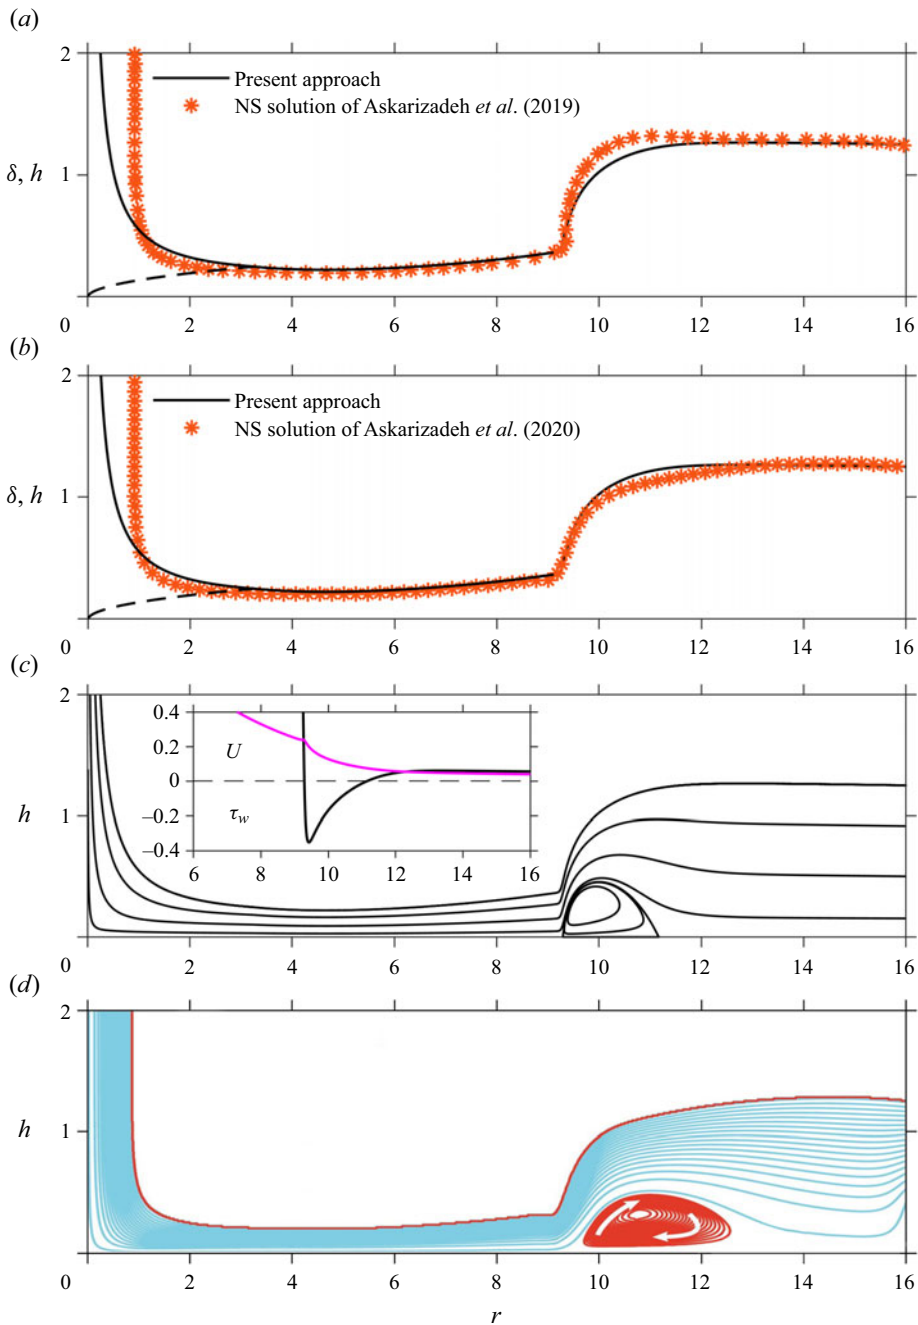 (a)
2
Present approach
NS solution of Askarizadeh et al. (2019)
δ, h
1
0 2 4 6 8 10 12 14 16
(b)
2
Present approach
NS solution of Askarizadeh et al. (2020)
δ, h
1
0 2 4 6 8 10 12 14 16
(c)
2
0.4
0.2
U
0
h
1
–0.2
τw
–0.4
6 8 10 12 14 16
0 2 4 6 8 10 12 14 16
(d)
2
h
1
0 2 4 6 8 10 12 14 16
r